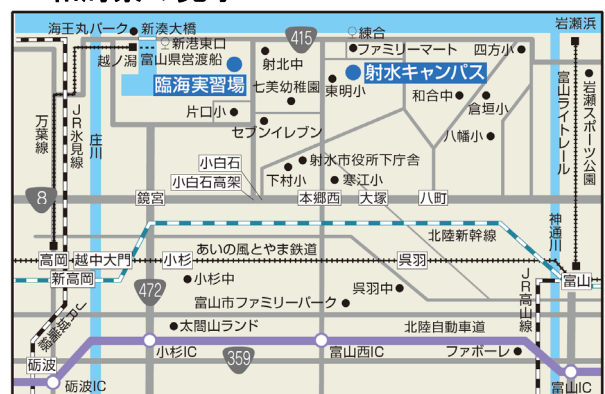 海王丸パーク
新湊大橋
岩瀬浜
新港東口
415
練合
越ノ潟
富山県営渡船
射北中
ファミリーマート
四方小
臨海実習場
射水キャンパス
七美幼稚園
東明小
和合中
倉垣小
片口小
セブンイレブン
八幡小
富山ライトレール
岩瀬スポーツ公園
万葉線
JR氷見線
庄川
小白石
小白石高架
射水市役所下庁舎
下村小
寒江小
8
鏡宮
本郷西
大塚
八町
神通川
北陸新幹線
あいの風とやま鉄道
高岡
越中大門
小杉
呉羽
新高岡
富山
小杉中
呉羽中
472
富山市ファミリーパーク
JR高山線
JR城端線
太閤山ランド
北陸自動車道
小杉IC
359
富山西IC
ファボーレ
砺波
砺波IC
富山IC